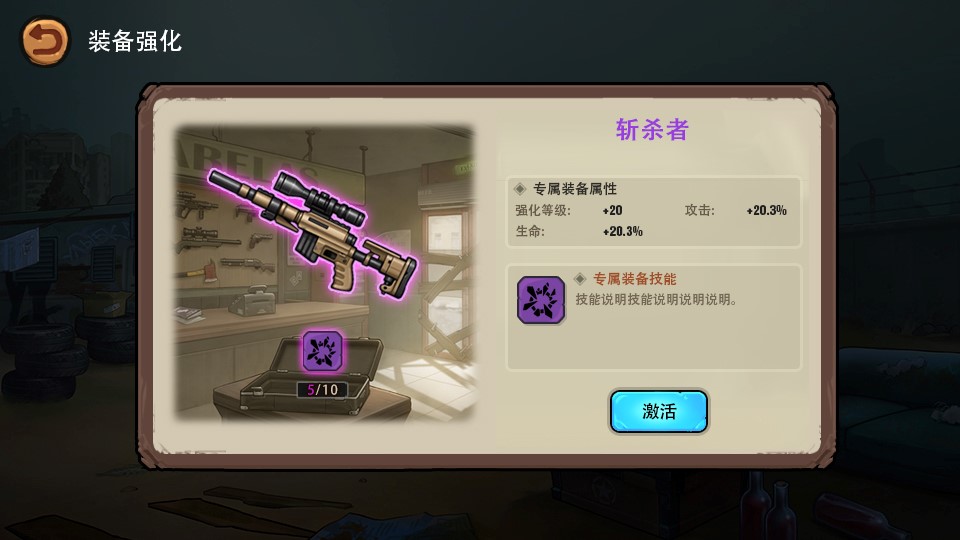 装备强化
斩杀者
专属装备属性
强化等级: +20 攻击: +20.3%
生命: +20.3%
专属装备技能
技能说明技能说明说明说明。
5/10
激活